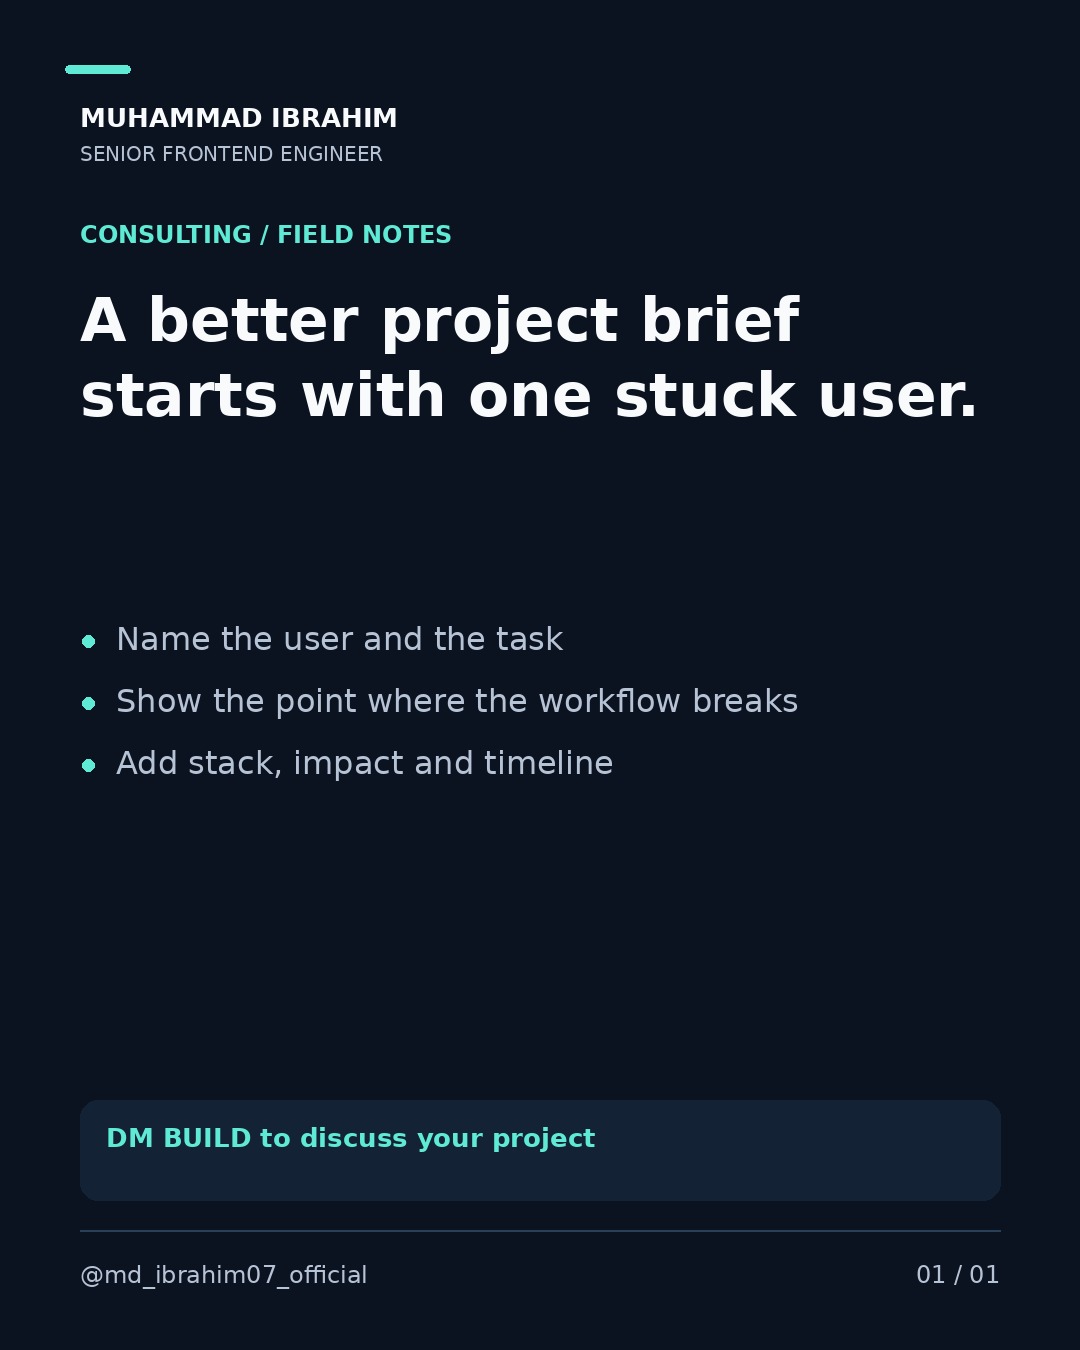 MUHAMMAD IBRAHIM
SENIOR FRONTEND ENGINEER
CONSULTING / FIELD NOTES
A better project brief
starts with one stuck user.
Name the user and the task
Show the point where the workflow breaks
Add stack, impact and timeline
DM BUILD to discuss your project
@md_ibrahim07_official
01 / 01